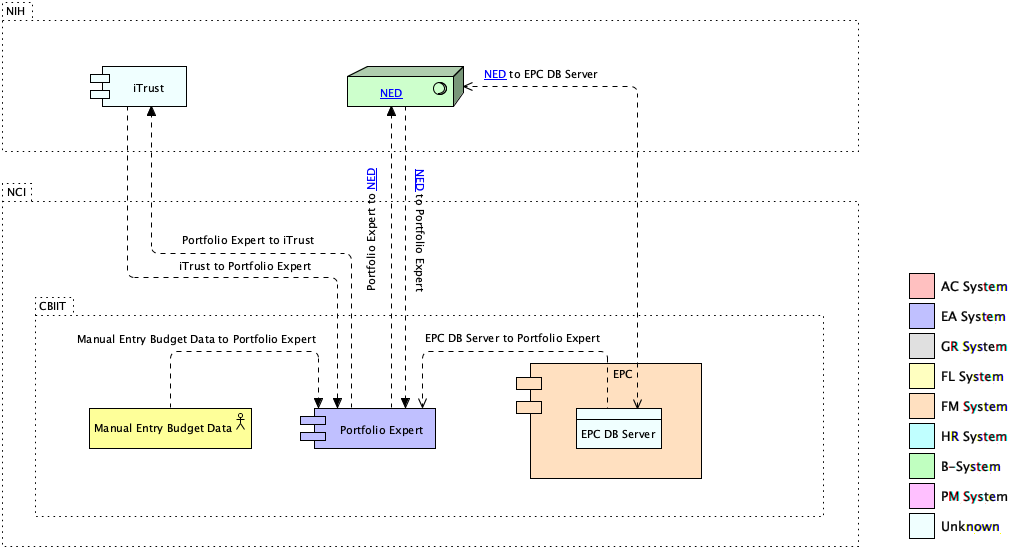 NIH
iTrust
NED
NED to EPC DB Server
Portfolio Expert to NED
NED to Portfolio Expert
NCI
Portfolio Expert to iTrust
iTrust to Portfolio Expert
CBIIT
Manual Entry Budget Data to Portfolio Expert
EPC DB Server to Portfolio Expert
EPC
Manual Entry Budget Data
Portfolio Expert
EPC DB Server
AC System
EA System
GR System
FL System
FM System
HR System
B-System
PM System
Unknown